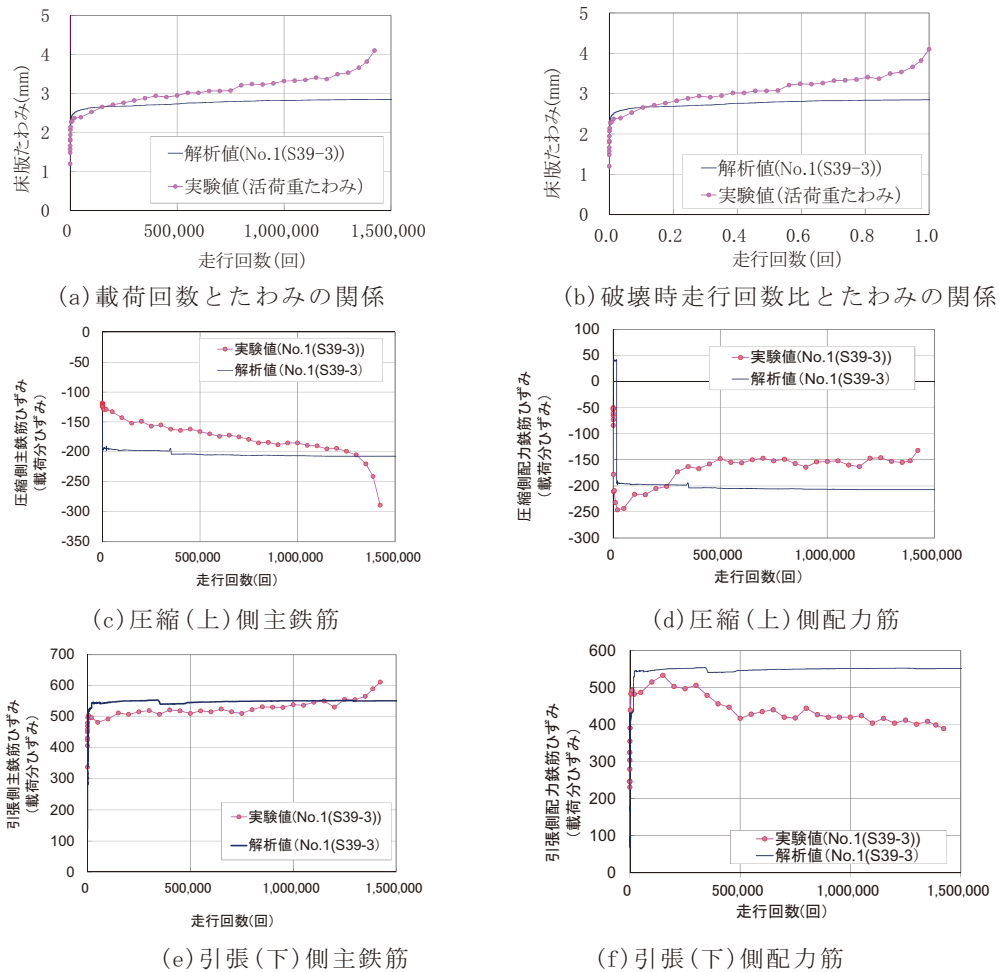 床版たわみ(mm)
5
4
3
2
1
0
解析値(No.1(S39-3))
実験値(活荷重たわみ)
0
500,000
1,000,000
1,500,000
走行回数(回)
(a)載荷回数とたわみの関係
床版たわみ(mm)
5
4
3
2
1
0
解析値(No.1(S39-3))
実験値(活荷重たわみ)
0.0
0.2
0.4
0.6
0.8
1.0
走行回数(回)
(b)破壊時走行回数比とたわみの関係
圧縮側主鉄筋ひずみ
(載荷分ひずみ)
0
-50
-100
-150
-200
-250
-300
-350
実験値(No.1(S39-3))
解析値(No.1(S39-3)
0
500,000
1,000,000
1,500,000
走行回数(回)
(c)圧縮(上)側主鉄筋
圧縮側配力鉄筋ひずみ
(載荷分ひずみ)
100
50
0
-50
-100
-150
-200
-250
-300
実験値(No.1(S39-3))
解析値(No.1(S39-3)
0
500,000
1,000,000
1,500,000
走行回数(回)
(d)圧縮(上)側配力筋
引張側主鉄筋ひずみ
(載荷分ひずみ)
700
600
500
400
300
200
100
0
実験値(No.1(S39-3))
解析値(No.1(S39-3)
0
500,000
1,000,000
1,500,000
走行回数(回)
(e)引張(下)側主鉄筋
引張側配力鉄筋ひずみ
(載荷分ひずみ)
600
500
400
300
200
100
0
実験値(No.1(S39-3))
解析値(No.1(S39-3)
0
500,000
1,000,000
1,500,000
走行回数(回)
(f)引張(下)側配力筋